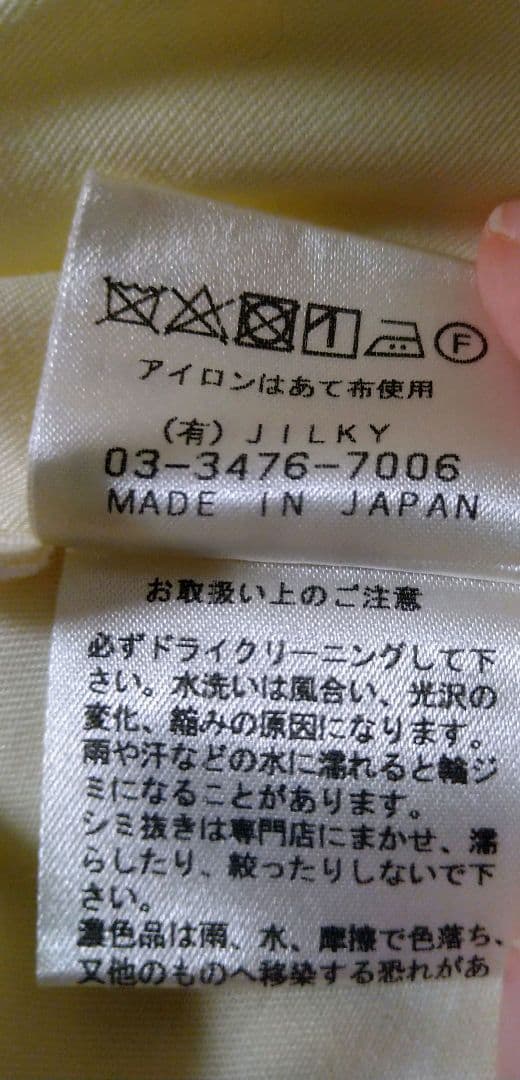 F
アイロンはあて布使用
(有) JILKY
03-3476-7006
MADE IN JAPAN
お取扱い上のご注意
必ずドライクリーニングして下
さい。水洗いは風合い、光沢の
変化、縮みの原因になります。
雨や汗などの水に濡れると輪ジ
ミになることがあります。
シミ抜きは専門店にまかせ、濡
らしたり、絞ったりしないで下
さい。
濃色品は雨、水、摩擦で色落ち、
又他のものへ移染する恐れがあ